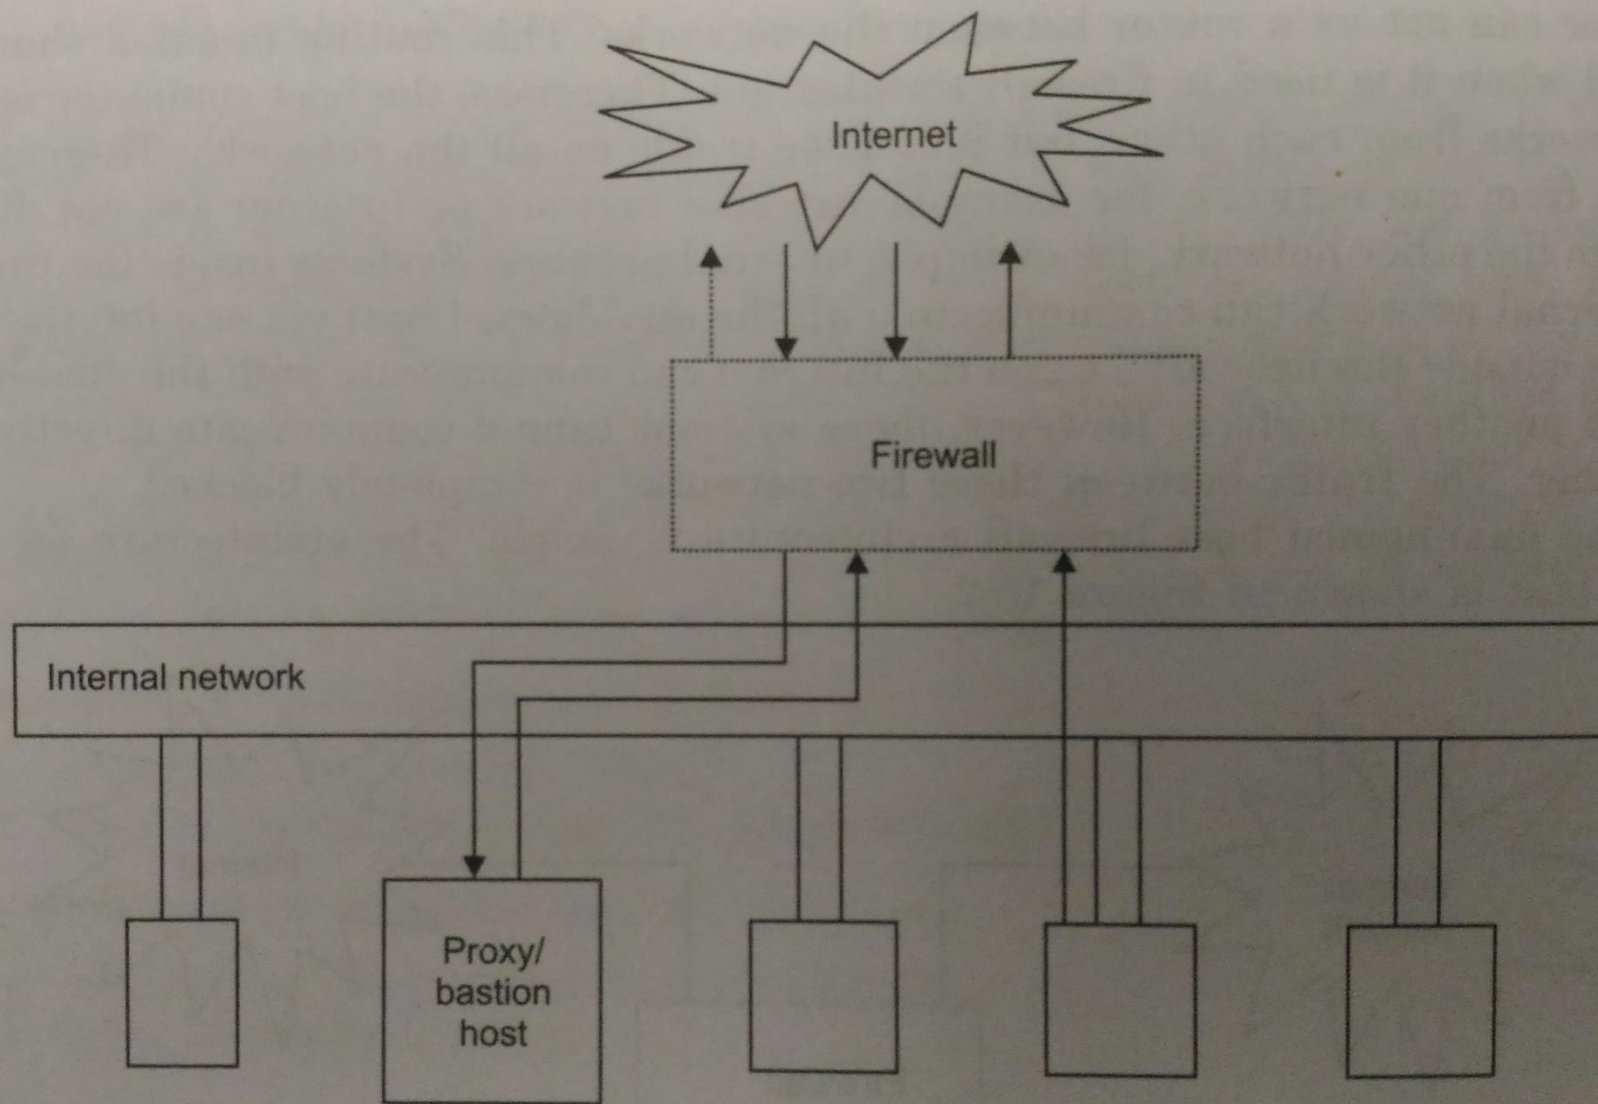 Internet
Firewall
Internal network
Proxy/
bastion
host